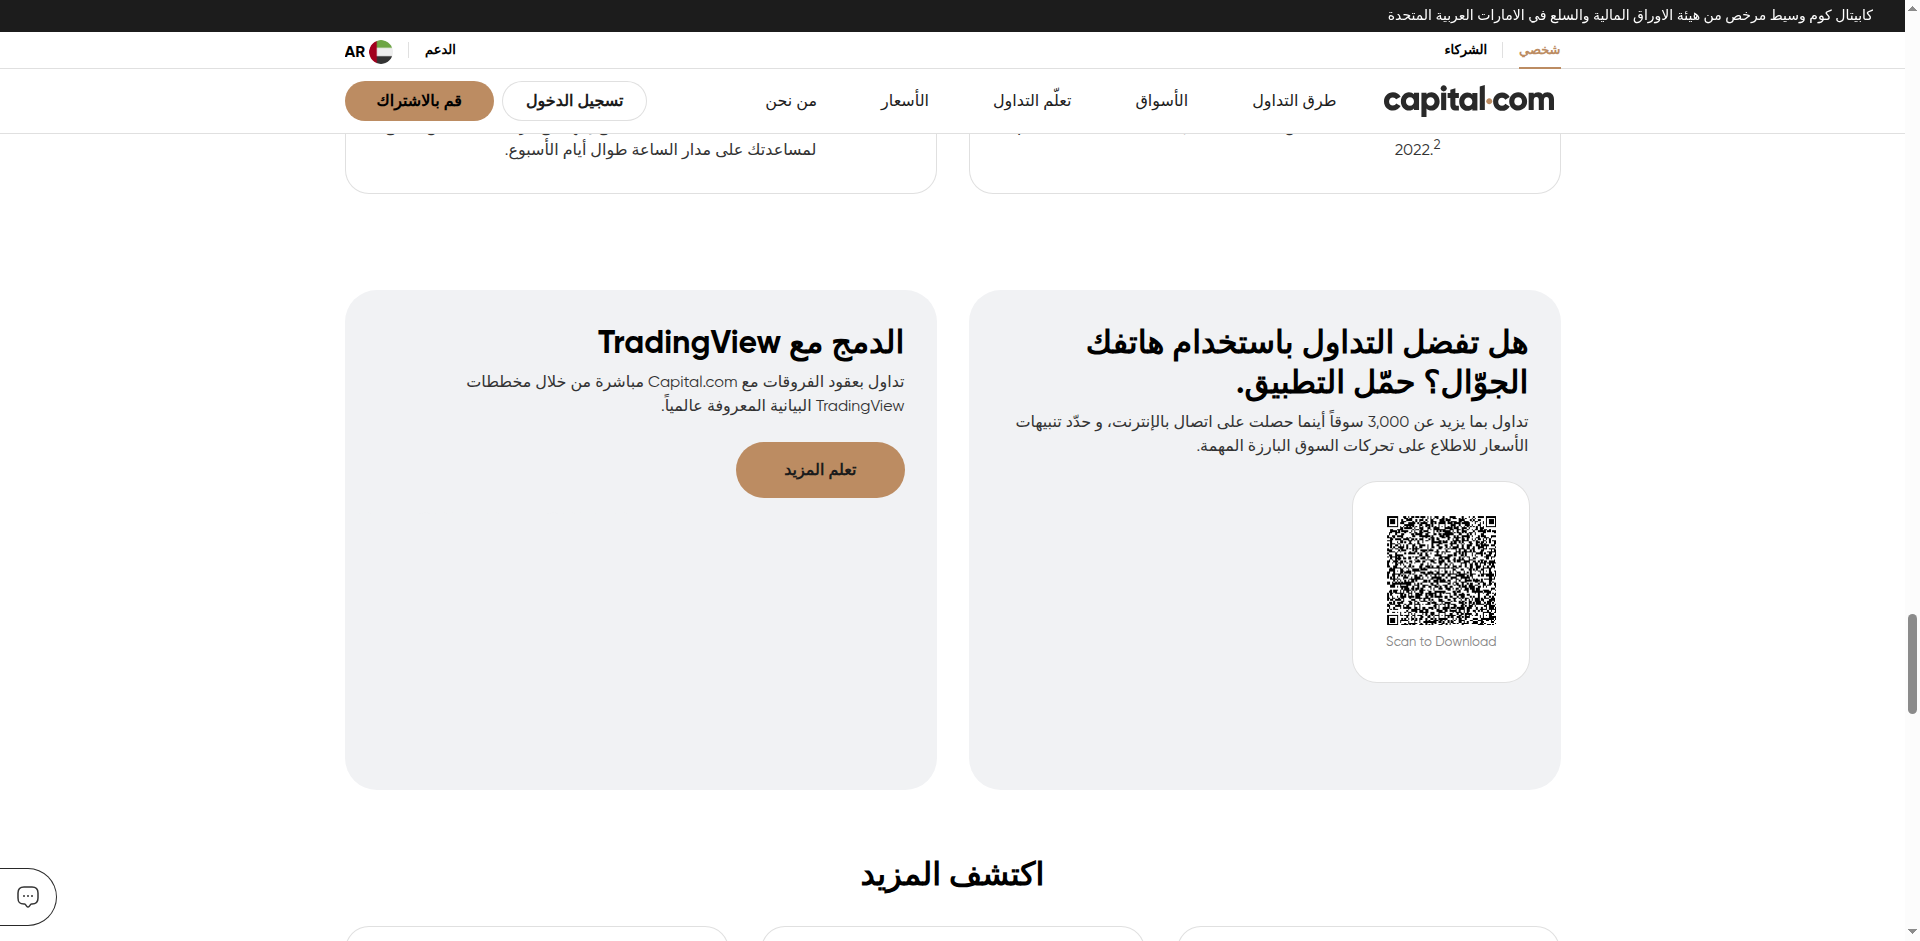 كابيتال كوم وسيط مرخص من هيئة الاوراق المالية والسلع في الامارات العربية المتحدة
شخصي
الشركاء
الدعم
AR
capital.com
طرق التداول
الأسواق
تعلّم التداول
الأسعار
من نحن
تسجيل الدخول
قم بالاشتراك
2022.2
لمساعدتك على مدار الساعة طوال أيام الأسبوع.
هل تفضل التداول باستخدام هاتفك
الجوّال؟ حمّل التطبيق.
تداول بما يزيد عن 3,000 سوقاً أينما حصلت على اتصال بالإنترنت، و حدّد تنبيهات
الأسعار للاطلاع على تحركات السوق البارزة المهمة.
Scan to Download
الدمج مع TradingView
تداول بعقود الفروقات مع Capital.com مباشرة من خلال مخططات
TradingView البيانية المعروفة عالمياً.
تعلم المزيد
اكتشف المزيد